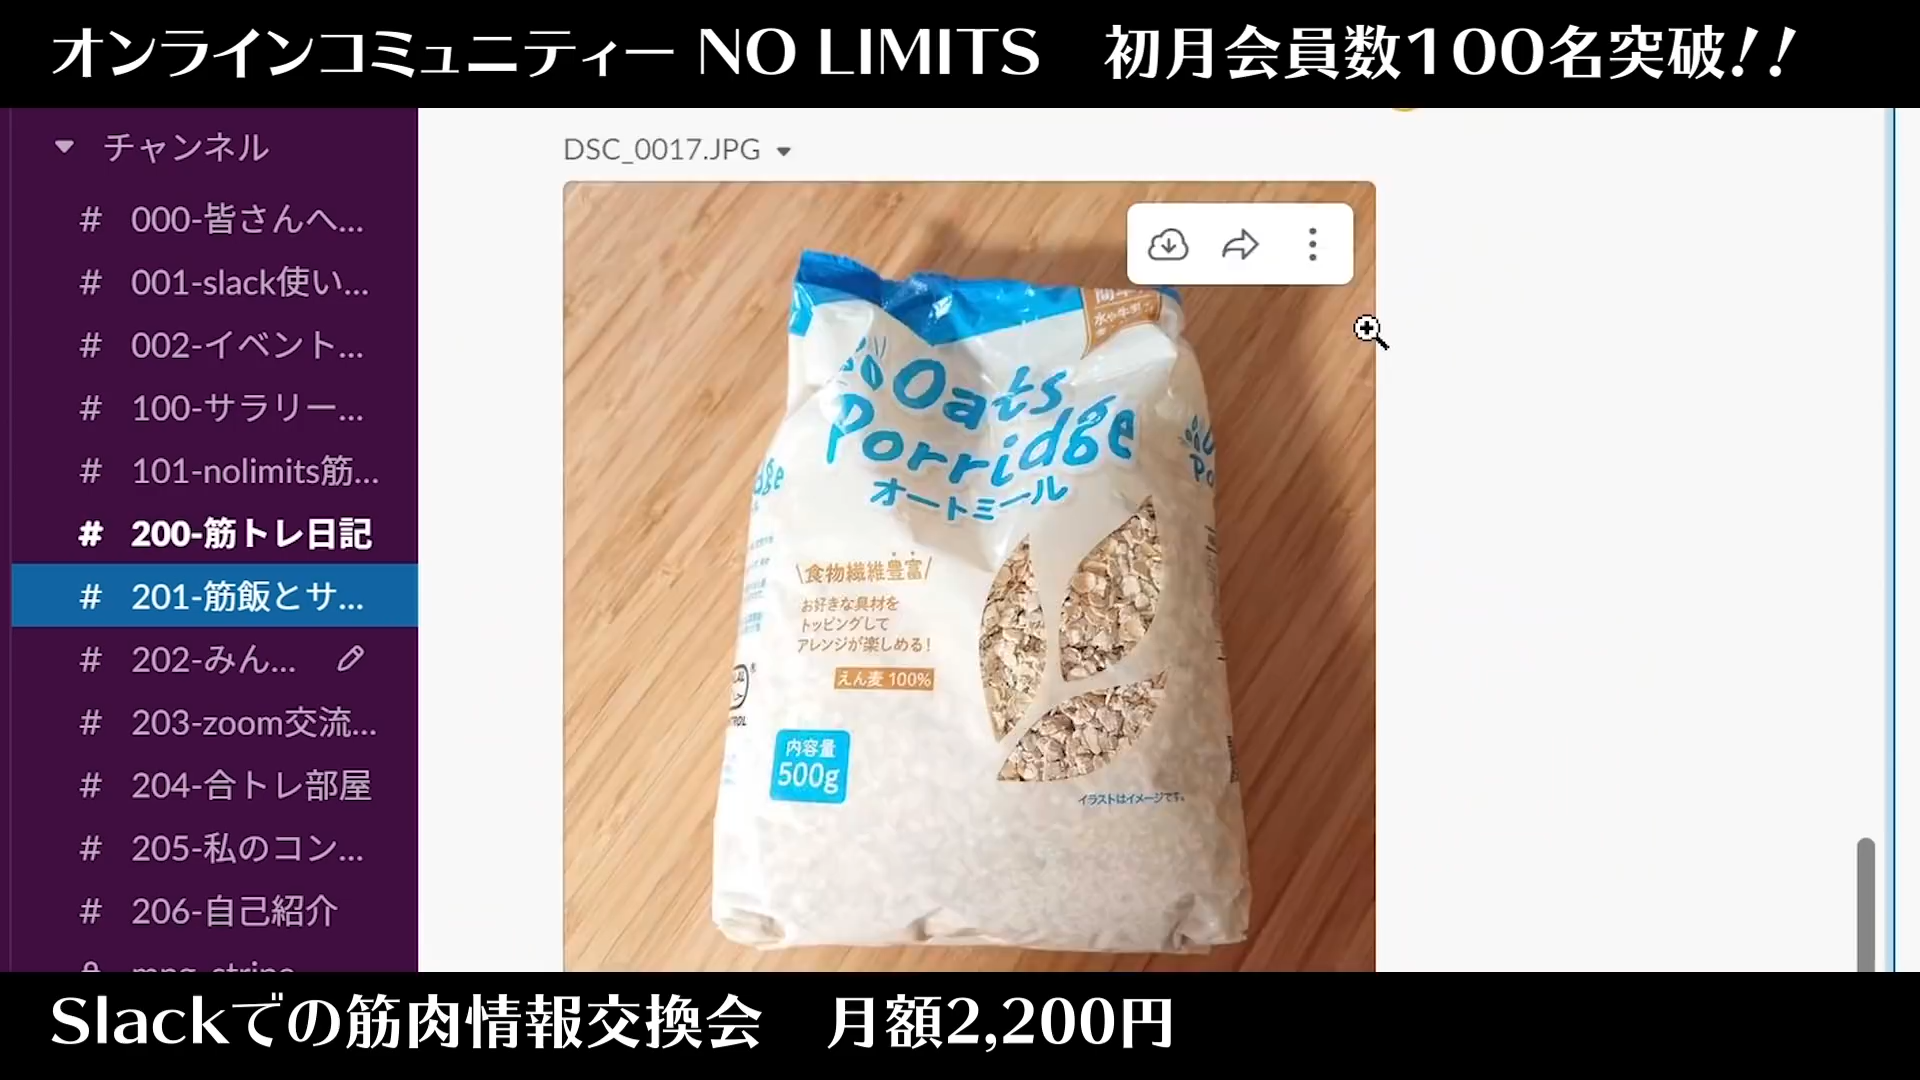 オンラインコミュニティー NO LIMITS　初月会員数100名突破!!
チャンネル
# 000-皆さんへ...
# 001-slack使い...
# 002-イベント...
# 100-サラリー...
# 101-nolimits筋...
# 200-筋トレ日記
# 201-筋飯とサ...
# 202-みん...
# 203-zoom交流...
# 204-合トレ部屋
# 205-私のコン...
# 206-自己紹介
DSC_0017.JPG
Oats
Porridge
オートミール
食物繊維豊富
お好きな具材を
トッピングして
アレンジが楽しめる!
えん麦 100%
内容量
500g
イラストはイメージです。
Slackでの筋肉情報交換会　月額2,200円